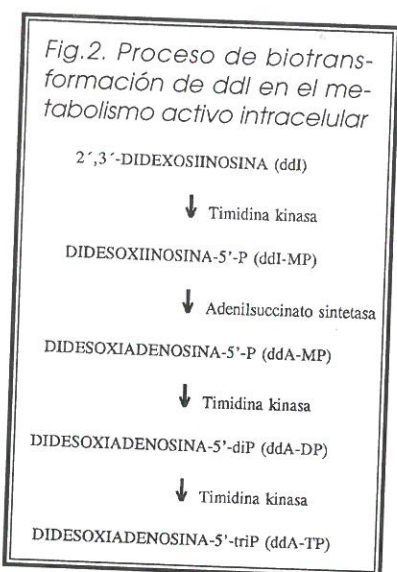 Fig.2. Proceso de biotrans-
formación de ddI en el me-
tabolismo activo intracelular
2´,3´-DIDEXOSIINOSINA (ddI)
Timidina kinasa
DIDESOXIINOSINA-5'-P (ddI-MP)
Adenilsuccinato sintetasa
DIDESOXIADENOSINA-5'-P (ddA-MP)
Timidina kinasa
DIDESOXIADENOSINA-5'-diP (ddA-DP)
Timidina kinasa
DIDESOXIADENOSINA-5'-triP (ddA-TP)